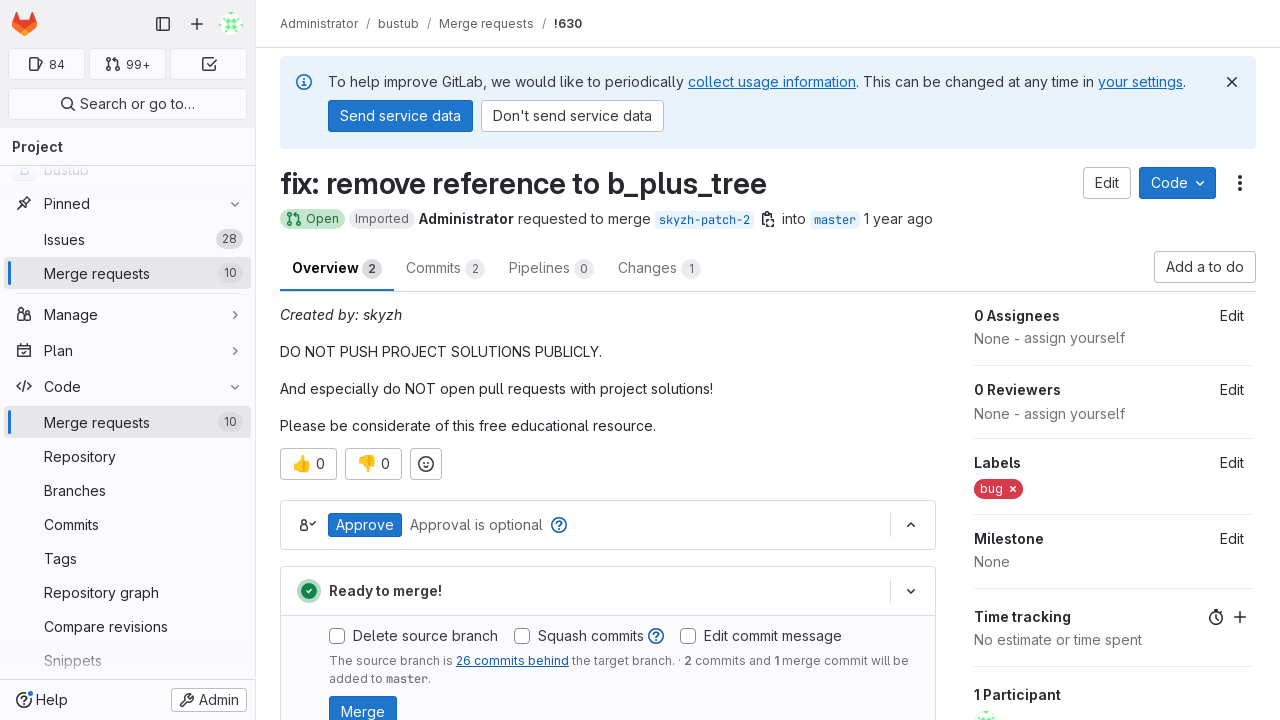 Administrator / bustub / Merge requests / !630
84 99+
Search or go to…
Project
B bustub
Pinned
Issues 28
Merge requests 10
Manage
Plan
Code
Merge requests 10
Repository
Branches
Commits
Tags
Repository graph
Compare revisions
Snippets
Help Admin
To help improve GitLab, we would like to periodically collect usage information. This can be changed at any time in your settings.
Send service data Don't send service data
fix: remove reference to b_plus_tree
Edit Code
Open Imported Administrator requested to merge skyzh-patch-2 into master 1 year ago
Overview 2 Commits 2 Pipelines 0 Changes 1
Add a to do
Created by: skyzh
DO NOT PUSH PROJECT SOLUTIONS PUBLICLY.
And especially do NOT open pull requests with project solutions!
Please be considerate of this free educational resource.
👍 0 👎 0
Approve Approval is optional
Ready to merge!
Delete source branch Squash commits Edit commit message
The source branch is 26 commits behind the target branch. · 2 commits and 1 merge commit will be
added to master.
Merge
0 Assignees Edit
None - assign yourself
0 Reviewers Edit
None - assign yourself
Labels Edit
bug
Milestone Edit
None
Time tracking
No estimate or time spent
1 Participant